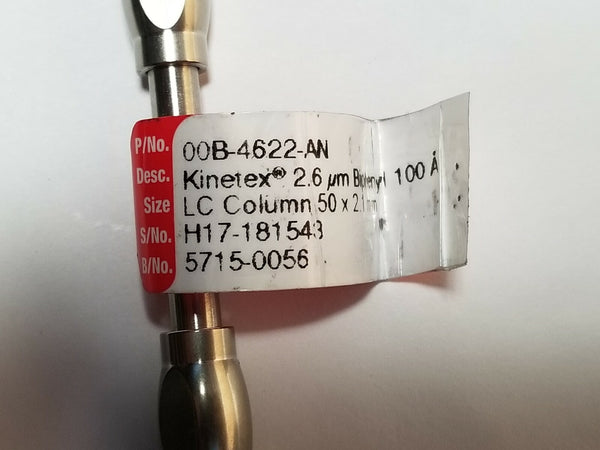 P/No. 00B-4622-AN
Desc. Kinetex® 2.6 µm Biphenyl 100 Å
Size LC Column 50 x 2.1 mm
S/No. H17-181543
B/No. 5715-0056